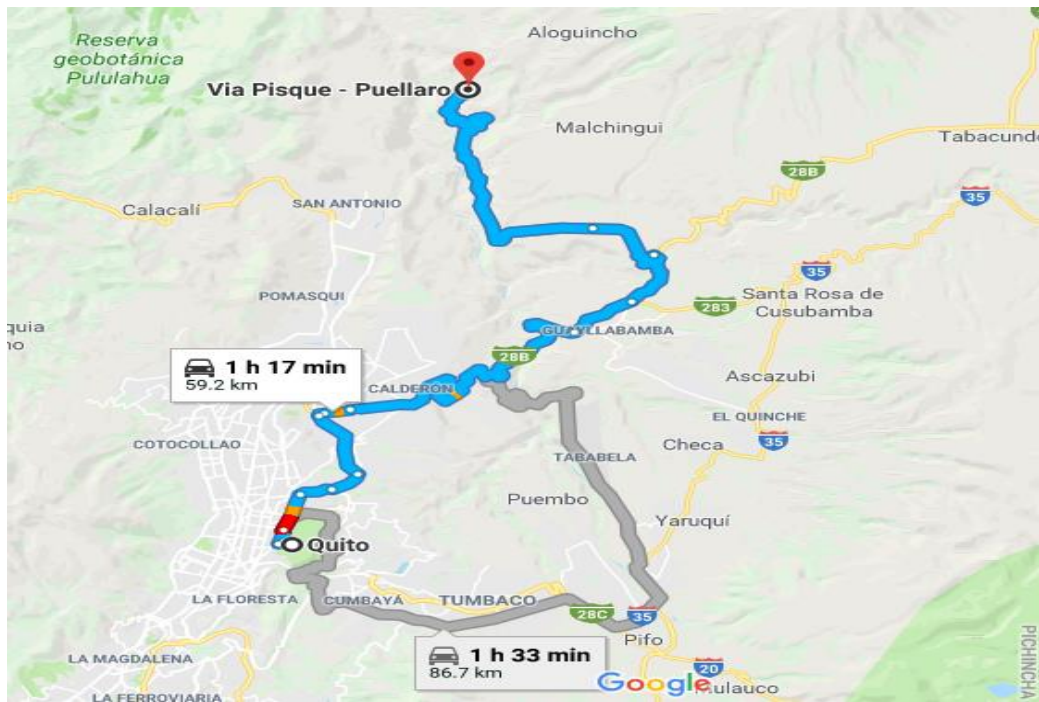 Reserva
geobotánica
Pululahua
Aloguincho
Via Pisque - Puellaro
Malchingui
Tabacundo
28B
35
Calacalí
SAN ANTONIO
35
POMASQUI
283
Santa Rosa de
Cusubamba
GUAYLLABAMBA
28B
1 h 17 min
59.2 km
CALDERON
Ascazubi
EL QUINCHE
COTOCOLLAO
Checa
35
TABABELA
Puembo
Yaruquí
Quito
LA FLORESTA
CUMBAYÁ
TUMBACO
28C
35
Pifo
LA MAGDALENA
1 h 33 min
86.7 km
20
Google
LA FERROVIARIA
PICHINCHA